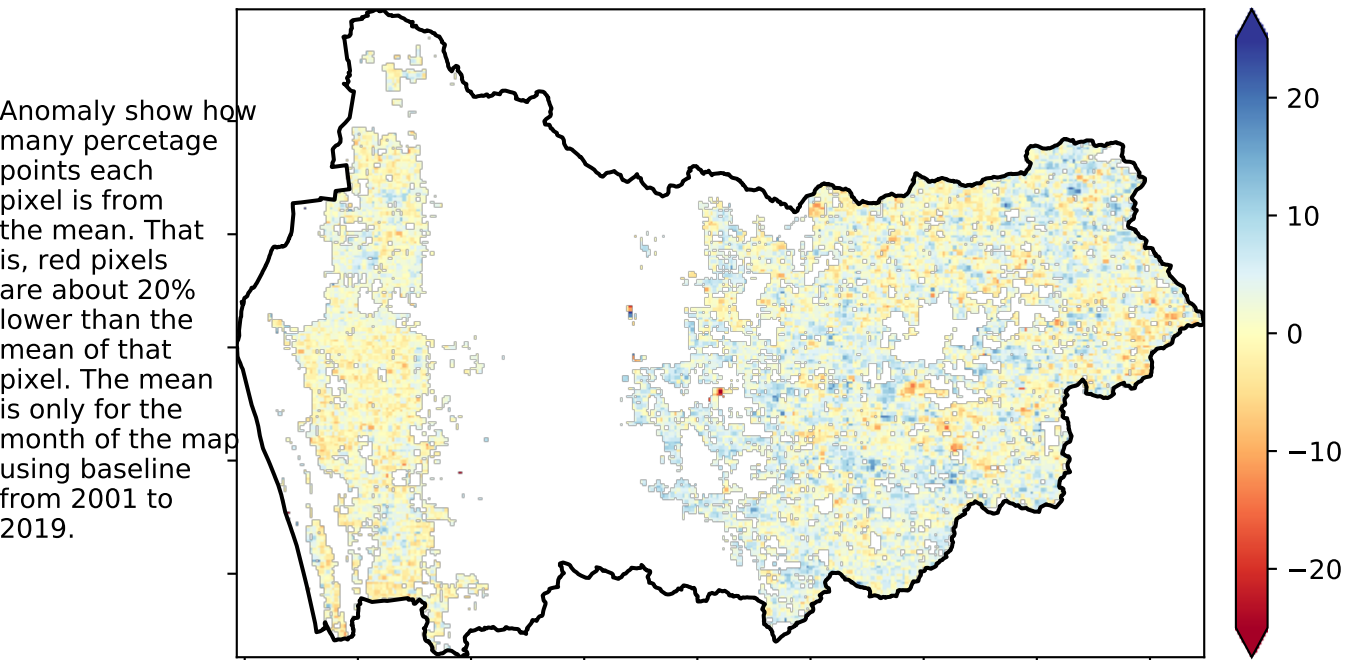 Anomaly show how
many percetage
points each
pixel is from
the mean. That
is, red pixels
are about 20%
lower than the
mean of that
pixel. The mean
is only for the
month of the map
using baseline
from 2001 to
2019.
20
10
0
−10
−20